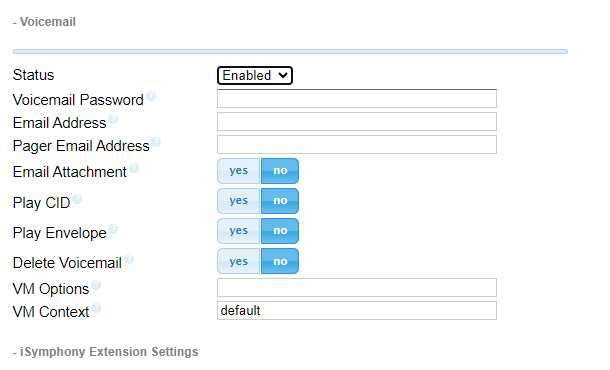 - Voicemail
Status Enabled
Voicemail Password ?
Email Address ?
Pager Email Address ?
Email Attachment ? yes no
Play CID ? yes no
Play Envelope ? yes no
Delete Voicemail ? yes no
VM Options ?
VM Context ? default
- iSymphony Extension Settings